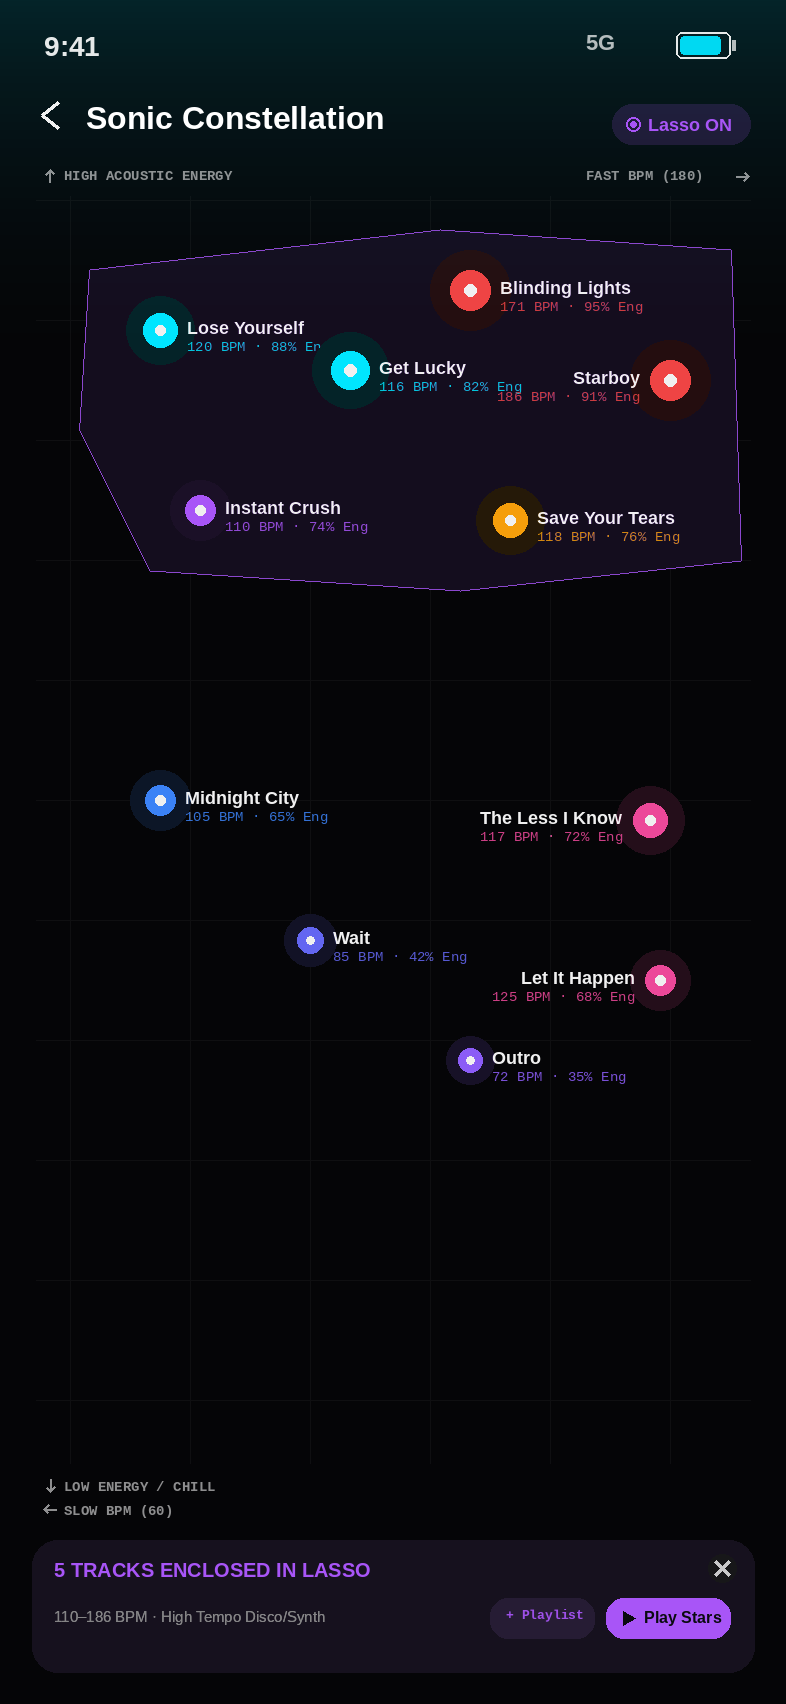 9:41
5G
Sonic Constellation
Lasso ON
HIGH ACOUSTIC ENERGY
FAST BPM (180)
Blinding Lights
171 BPM · 95% Eng
Lose Yourself
120 BPM · 88% En
Get Lucky
116 BPM · 82% Eng
Starboy
186 BPM · 91% Eng
Instant Crush
110 BPM · 74% Eng
Save Your Tears
118 BPM · 76% Eng
Midnight City
105 BPM · 65% Eng
The Less I Know
117 BPM · 72% Eng
Wait
85 BPM · 42% Eng
Let It Happen
125 BPM · 68% Eng
Outro
72 BPM · 35% Eng
LOW ENERGY / CHILL
SLOW BPM (60)
5 TRACKS ENCLOSED IN LASSO
110–186 BPM · High Tempo Disco/Synth
+ Playlist
Play Stars